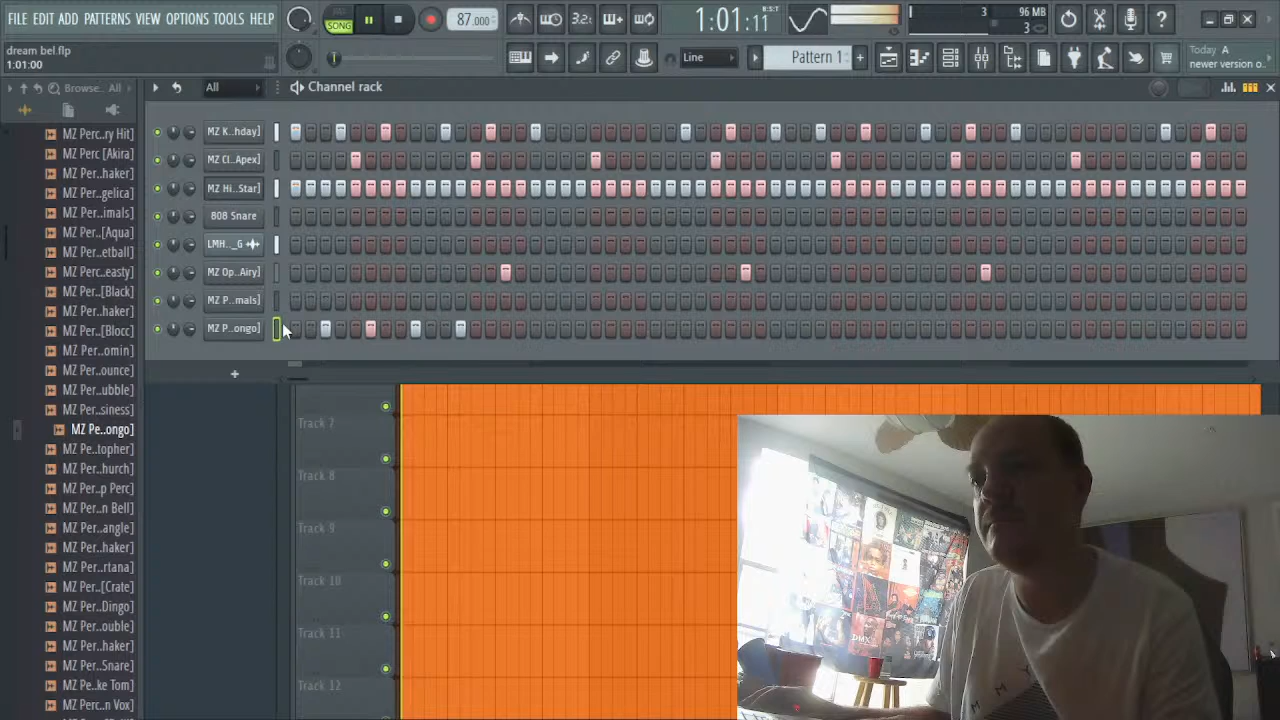 FILE EDIT ADD PATTERNS VIEW OPTIONS TOOLS HELP
dream bel.flp
1:01:00
SONG
87.000
3.2.
1:01:11
B:S:T
3
96 MB
3
Line
Pattern 1
Today A
newer version o..
Browse.. All
All
Channel rack
MZ K..hday]
MZ Cl..Apex]
MZ Hi..Star]
808 Snare
LMH.._G
MZ Op..Airy]
MZ P..mals]
MZ P..ongo]
MZ Perc...ry Hit]
MZ Perc [Akira]
MZ Per..haker]
MZ Per..gelica]
MZ Per..imals]
MZ Per..[Aqua]
MZ Per..etball]
MZ Perc..easty]
MZ Per..[Black]
MZ Per..haker]
MZ Per..[Blocc]
MZ Per..omin]
MZ Per..ounce]
MZ Per..ubble]
MZ Per..siness]
MZ Pe..ongo]
MZ Per..topher]
MZ Per..hurch]
MZ Per..p Perc]
MZ Per..n Bell]
MZ Per..angle]
MZ Per..haker]
MZ Per..rtana]
MZ Per..[Crate]
MZ Per..Dingo]
MZ Per..ouble]
MZ Per..haker]
MZ Per..Snare]
MZ Pe..ke Tom]
MZ Perc..n Vox]
Track 7
Track 8
Track 9
Track 10
Track 11
Track 12
DMX